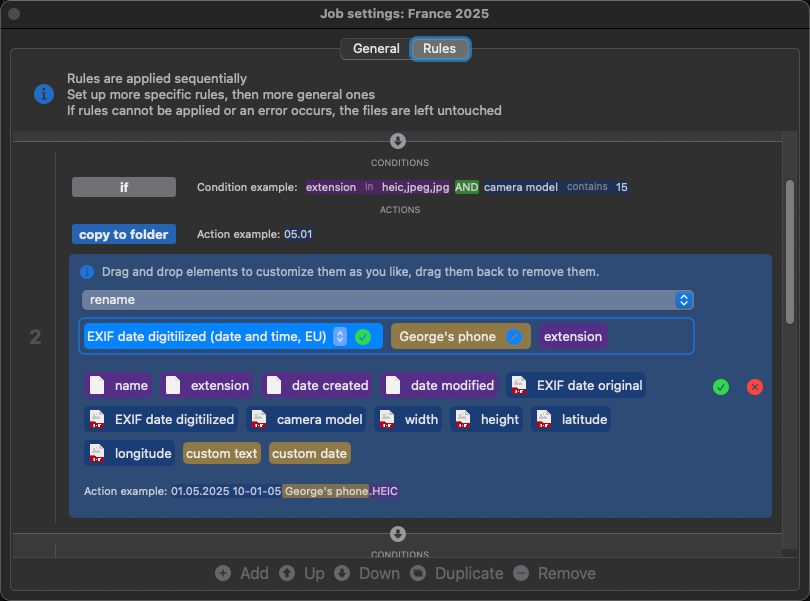 Job settings: France 2025
General Rules
Rules are applied sequentially
Set up more specific rules, then more general ones
If rules cannot be applied or an error occurs, the files are left untouched
CONDITIONS
if Condition example: extension in heic,jpeg,jpg AND camera model contains 15
ACTIONS
copy to folder Action example: 05.01
Drag and drop elements to customize them as you like, drag them back to remove them.
rename
2
EXIF date digitilized (date and time, EU) George's phone extension
name extension date created date modified EXIF date original
EXIF date digitilized camera model width height latitude
longitude custom text custom date
Action example: 01.05.2025 10-01-05 George's phone.HEIC
CONDITIONS
Add Up Down Duplicate Remove